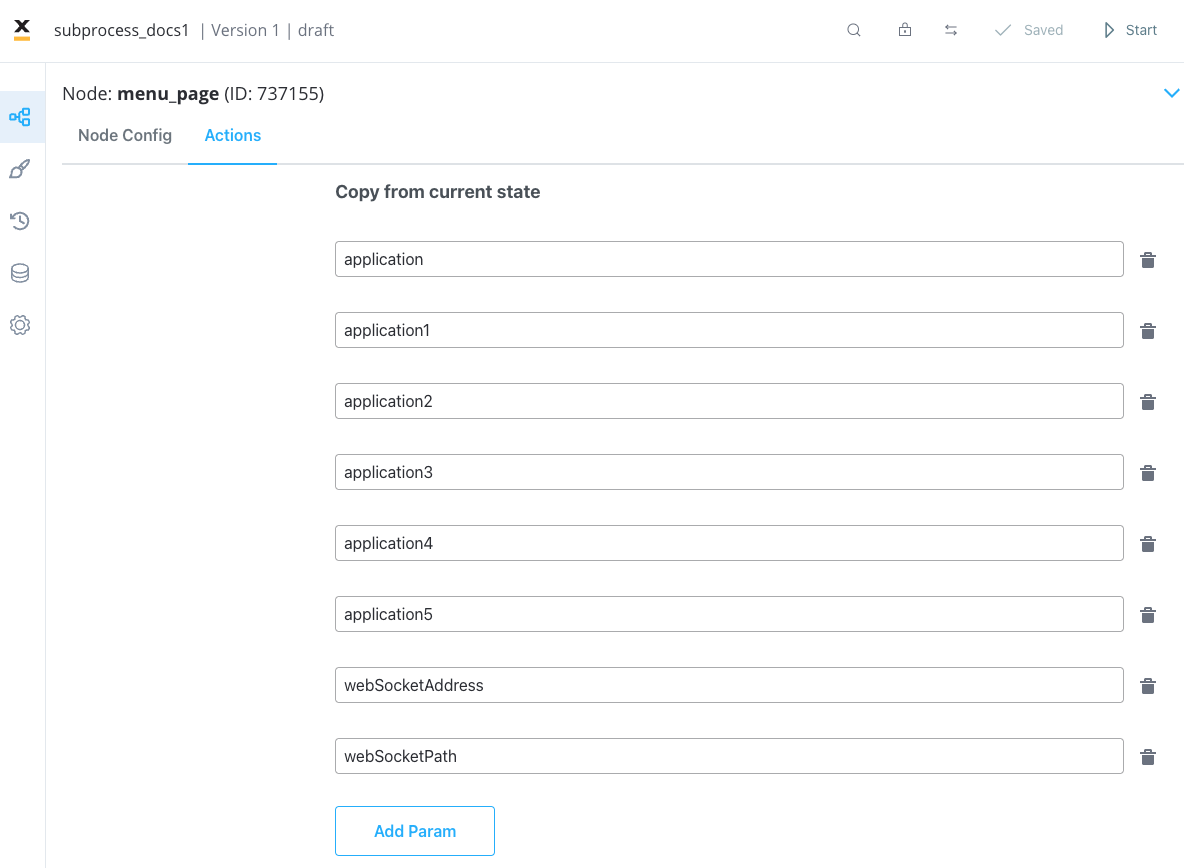 subprocess_docs1 | Version 1 | draft
Saved
Start
Node: menu_page (ID: 737155)
Node Config
Actions
Copy from current state
application
application1
application2
application3
application4
application5
webSocketAddress
webSocketPath
Add Param